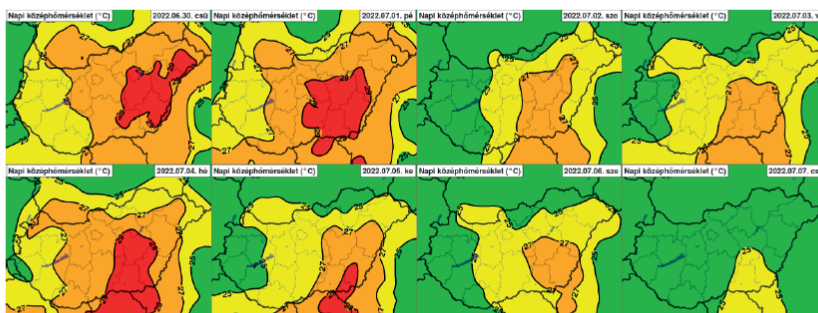 Napi középhőmérséklet (°C) 2022.06.30. csü
Napi középhőmérséklet (°C) 2022.07.01. pé
Napi középhőmérséklet (°C) 2022.07.02. szo
Napi középhőmérséklet (°C) 2022.07.03. v
Napi középhőmérséklet (°C) 2022.07.04. hé
Napi középhőmérséklet (°C) 2022.07.05. ke
Napi középhőmérséklet (°C) 2022.07.06. sze
Napi középhőmérséklet (°C) 2022.07.07. cs